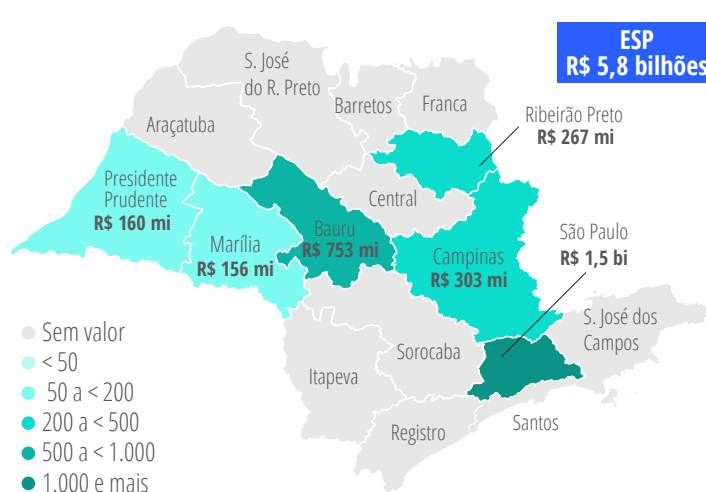 ESP
R$ 5,8 bilhões
S. José
do R. Preto
Barretos
Franca
Ribeirão Preto
R$ 267 mi
Araçatuba
Presidente
Prudente
R$ 160 mi
Central
Marília
R$ 156 mi
Bauru
R$ 753 mi
Campinas
R$ 303 mi
São Paulo
R$ 1,5 bi
S. José dos
Campos
Sorocaba
Itapeva
Registro
Santos
Sem valor
< 50
50 a < 200
200 a < 500
500 a < 1.000
1.000 e mais